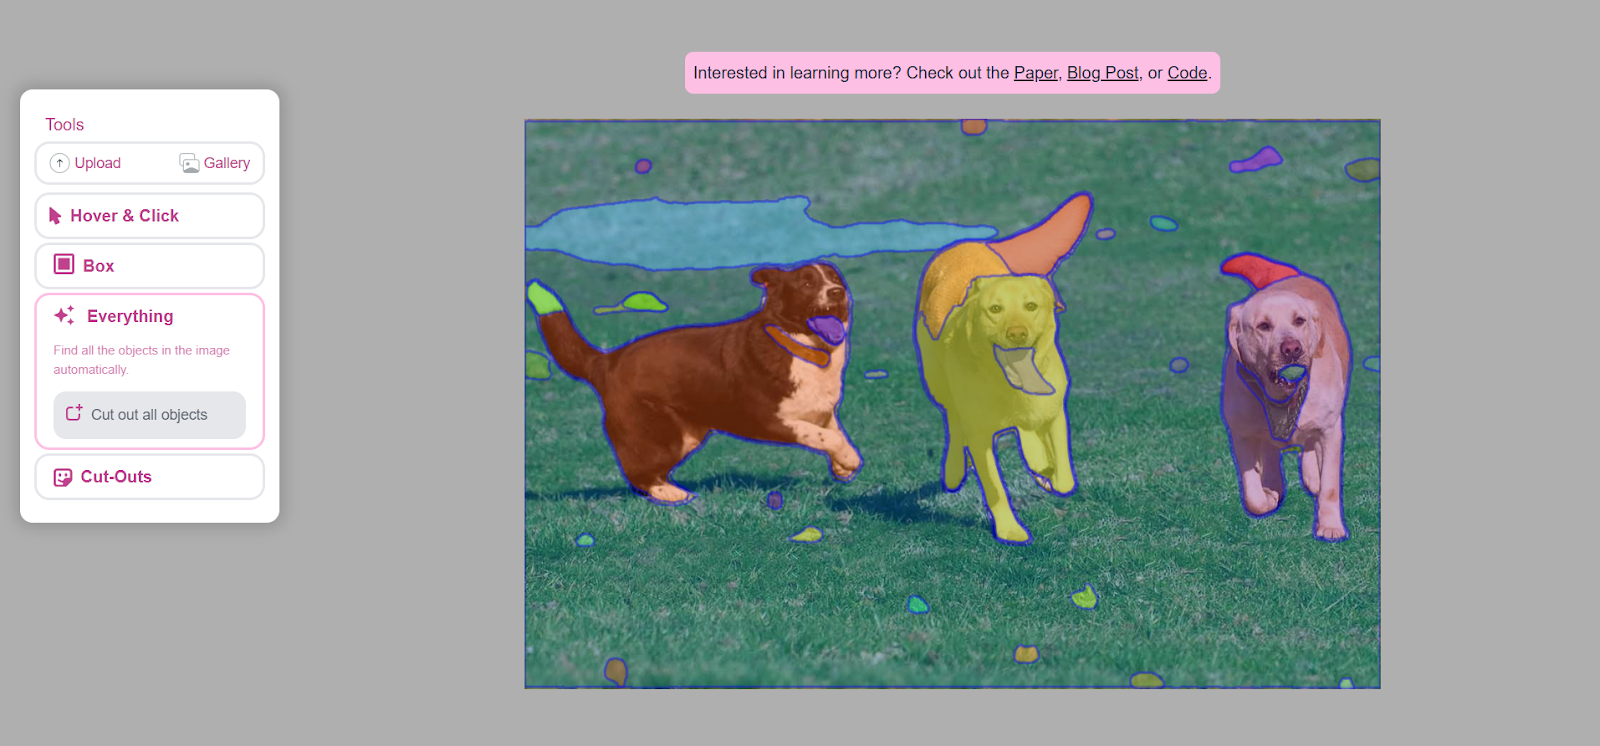 Interested in learning more? Check out the Paper, Blog Post, or Code.
Tools
Upload
Gallery
Hover & Click
Box
Everything
Find all the objects in the image
automatically.
Cut out all objects
Cut-Outs